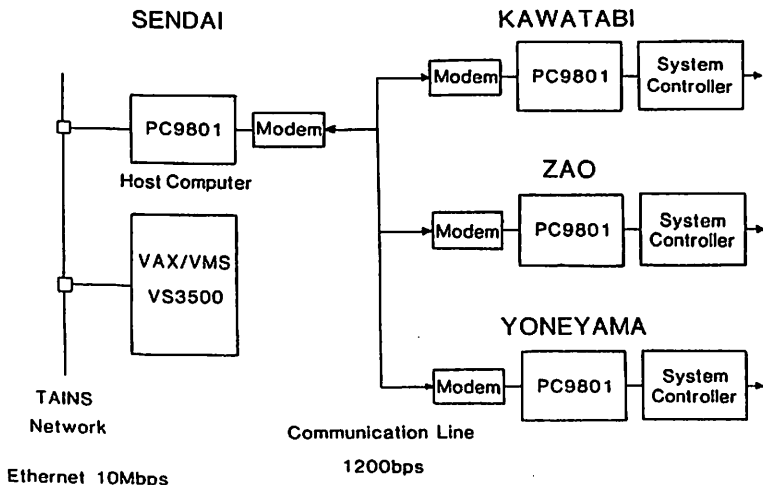 SENDAI
PC9801
Modem
Host Computer
VAX/VMS
VS3500
TAINS
Network
Ethernet 10Mbps
Communication Line
1200bps
KAWATABI
Modem
PC9801
System
Controller
ZAO
Modem
PC9801
System
Controller
YONEYAMA
Modem
PC9801
System
Controller